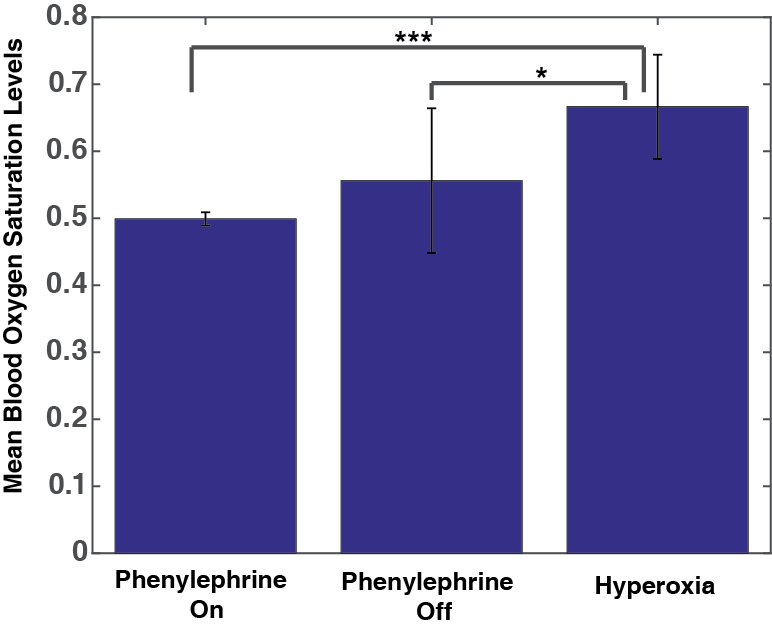 Mean Blood Oxygen Saturation Levels
0.8
0.7
0.6
0.5
0.4
0.3
0.2
0.1
0
***
*
Phenylephrine
On
Phenylephrine
Off
Hyperoxia